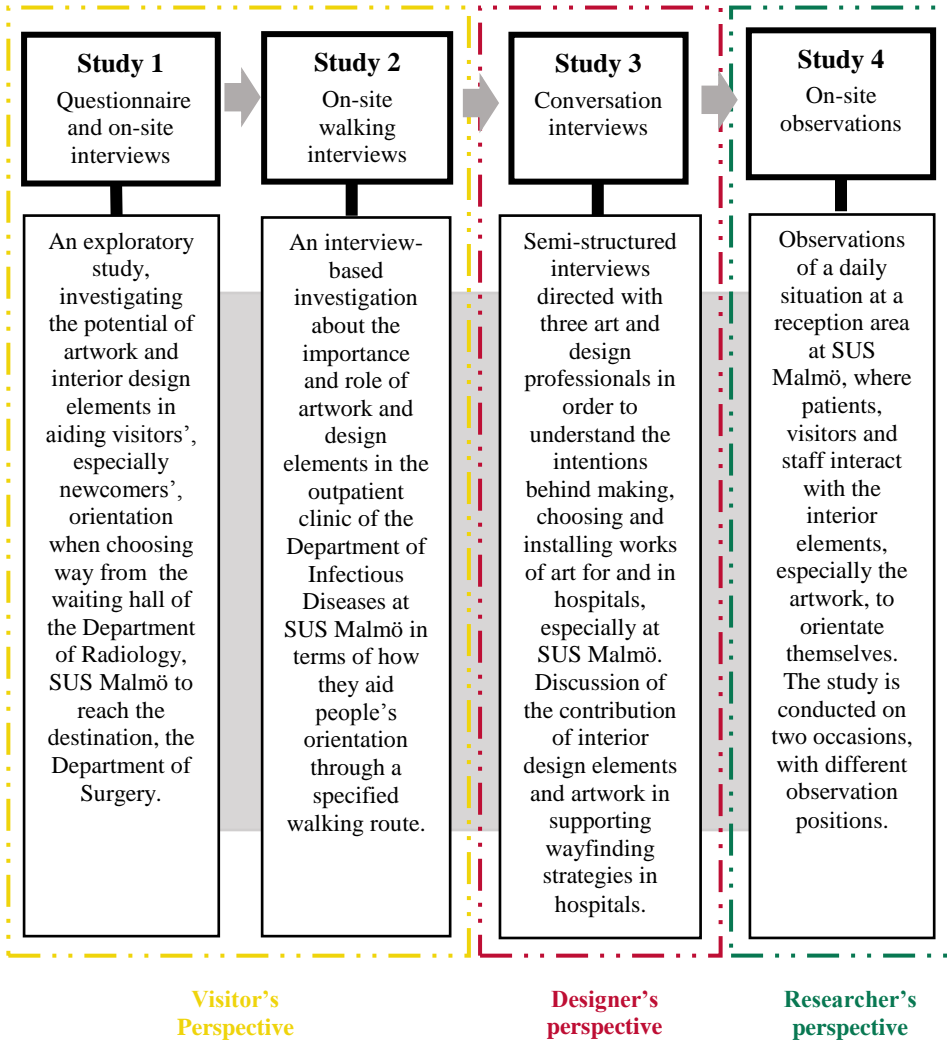 Study 1
Questionnaire
and on-site
interviews
An exploratory
study,
investigating
the potential of
artwork and
interior design
elements in
aiding visitors’,
especially
newcomers’,
orientation
when choosing
way from the
waiting hall of
the Department
of Radiology,
SUS Malmö to
reach the
destination, the
Department of
Surgery.
Study 2
On-site
walking
interviews
An interview-
based
investigation
about the
importance
and role of
artwork and
design
elements in the
outpatient
clinic of the
Department of
Infectious
Diseases at
SUS Malmö in
terms of how
they aid
people’s
orientation
through a
specified
walking route.
Study 3
Conversation
interviews
Semi-structured
interviews
directed with
three art and
design
professionals in
order to
understand the
intentions
behind making,
choosing and
installing works
of art for and in
hospitals,
especially at
SUS Malmö.
Discussion of
the contribution
of interior
design elements
and artwork in
supporting
wayfinding
strategies in
hospitals.
Study 4
On-site
observations
Observations
of a daily
situation at a
reception area
at SUS
Malmö, where
patients,
visitors and
staff interact
with the
interior
elements,
especially the
artwork, to
orientate
themselves.
The study is
conducted on
two occasions,
with different
observation
positions.
Visitor’s
Perspective
Designer’s
perspective
Researcher’s
perspective